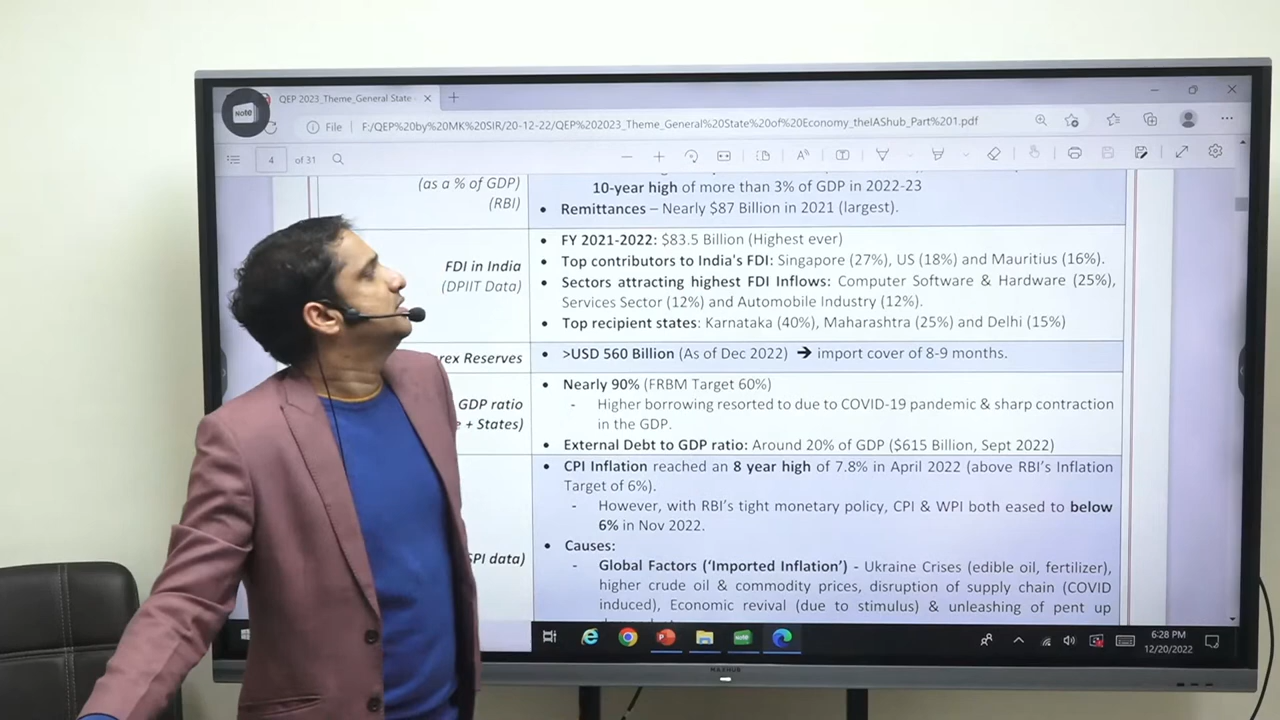 Note
QEP 2023_Theme_General State
File
F:/QEP%20by%20MK%20SIR/20-12-22/QEP%202023_Theme_General%20State%20of%20Economy_theIAShub_Part%201.pdf
4
of 31
(as a % of GDP)
(RBI)
10-year high of more than 3% of GDP in 2022-23
• Remittances – Nearly $87 Billion in 2021 (largest).
FDI in India
(DPIIT Data)
• FY 2021-2022: $83.5 Billion (Highest ever)
• Top contributors to India's FDI: Singapore (27%), US (18%) and Mauritius (16%).
• Sectors attracting highest FDI Inflows: Computer Software & Hardware (25%),
Services Sector (12%) and Automobile Industry (12%).
• Top recipient states: Karnataka (40%), Maharashtra (25%) and Delhi (15%)
rex Reserves
• >USD 560 Billion (As of Dec 2022) ➔ import cover of 8-9 months.
GDP ratio
e + States)
• Nearly 90% (FRBM Target 60%)
- Higher borrowing resorted to due to COVID-19 pandemic & sharp contraction
in the GDP.
• External Debt to GDP ratio: Around 20% of GDP ($615 Billion, Sept 2022)
SPI data)
• CPI Inflation reached an 8 year high of 7.8% in April 2022 (above RBI's Inflation
Target of 6%).
- However, with RBI's tight monetary policy, CPI & WPI both eased to below
6% in Nov 2022.
• Causes:
- Global Factors ('Imported Inflation') - Ukraine Crises (edible oil, fertilizer),
higher crude oil & commodity prices, disruption of supply chain (COVID
induced), Economic revival (due to stimulus) & unleashing of pent up
note
6:28 PM
12/20/2022
MAXHUB